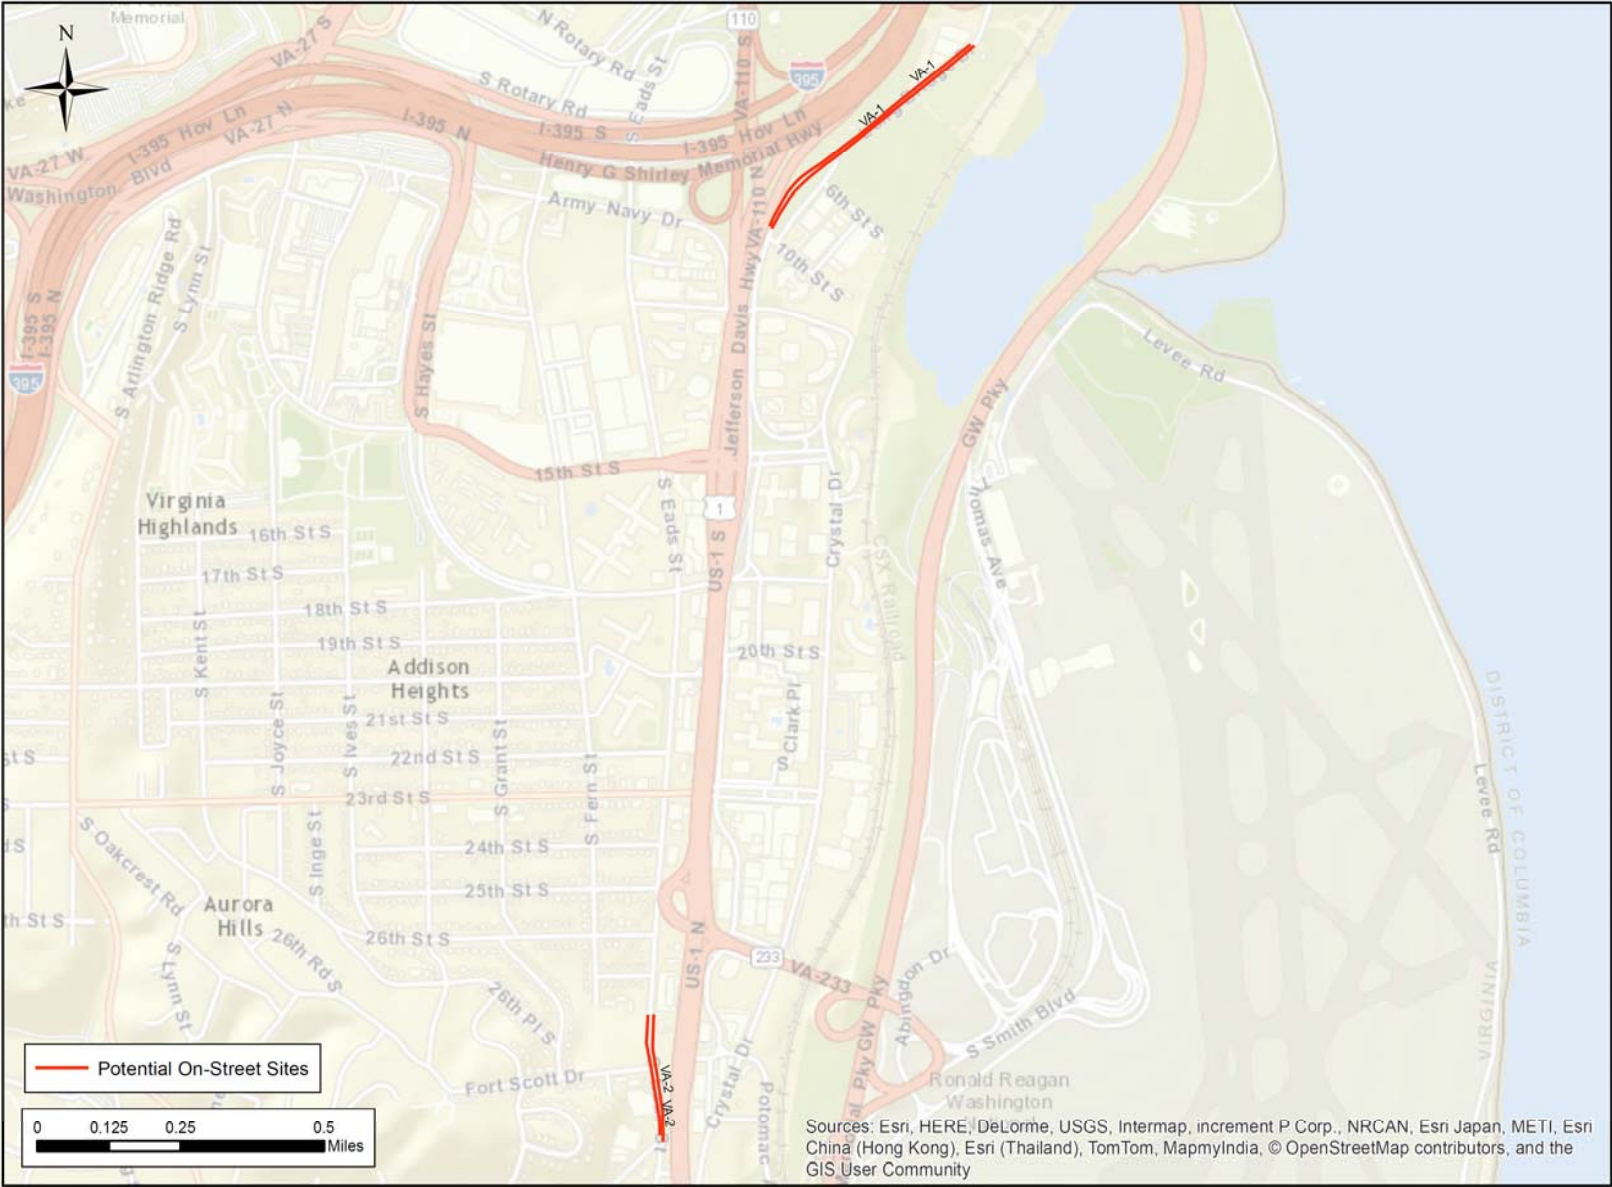 Memorial
N
110
N Rotary Rd
VA-27 S
S Rotary Rd
S Eads St
VA-110 S
395
VA-1
VA-1
I-395 Hov Ln
VA-27 N
I-395 N
I-395 S
I-395 Hov Ln
Henry G Shirley Memorial Hwy
VA-27 W
Washington Blvd
Army Navy Dr
VA-110 N
6th St S
10th St S
S Arlington Ridge Rd
S Lynn St
I-395 S
I-395 N
395
S Hayes St
Jefferson Davis Hwy
Levee Rd
GW Pky
15th St S
S Eads St
Crystal Dr
Thomas Ave
1
US-1 S
CSX Railroad
Virginia
Highlands
16th St S
17th St S
18th St S
19th St S
S Kent St
Addison
Heights
20th St S
S Clark Pl
21st St S
22nd St S
23rd St S
st St S
S Joyce St
S Ives St
S Grant St
S Fern St
24th St S
25th St S
26th St S
S Inge St
S Oakcrest Rd
Aurora
Hills
26th Rd S
th St S
S Lynn St
26th Pl S
US-1 N
233
VA-233
Abingdon Dr
S Smith Blvd
GW Pky
DISTRICT OF COLUMBIA
VIRGINIA
Levee Rd
Fort Scott Dr
VA-2
VA-2
Crystal Dr
Potomac
Ronald Reagan
Washington
Potential On-Street Sites
0 0.125 0.25 0.5
Miles
Sources: Esri, HERE, DeLorme, USGS, Intermap, increment P Corp., NRCAN, Esri Japan, METI, Esri
China (Hong Kong), Esri (Thailand), TomTom, MapmyIndia, © OpenStreetMap contributors, and the
GIS User Community